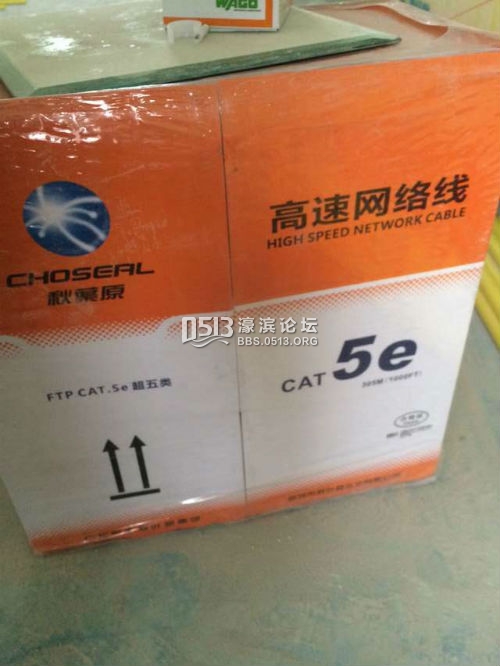 WAGO
CHOSEAL
秋葉原
高速网络线
HIGH SPEED NETWORK CABLE
0513 濠滨论坛
BBS.0513.ORG
FTP CAT.5e 超五类
CAT 5e
305M/(1000FT)